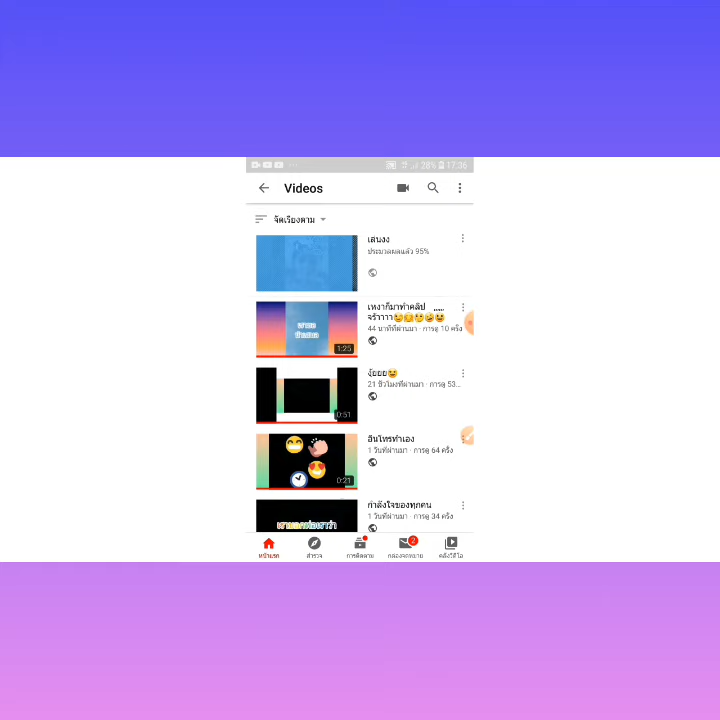 28% 17:36
Videos
จัดเรียงตาม
เล่นงง
ประมวลผลแล้ว 95%
เหงาก็มาทำคลิป
จร้าาาา😉😏🙄🤣😆
44 นาทีที่ผ่านมา · การดู 10 ครั้ง
1:25
งุ้ยยย😆
21 ชั่วโมงที่ผ่านมา · การดู 53...
0:51
อินโทรทำเอง
1 วันที่ผ่านมา · การดู 64 ครั้ง
0:21
กำลังใจของทุกคน
1 วันที่ผ่านมา · การดู 34 ครั้ง
หน้าแรก
สำรวจ
การติดตาม
2
กล่องจดหมาย
คลังวิดีโอ